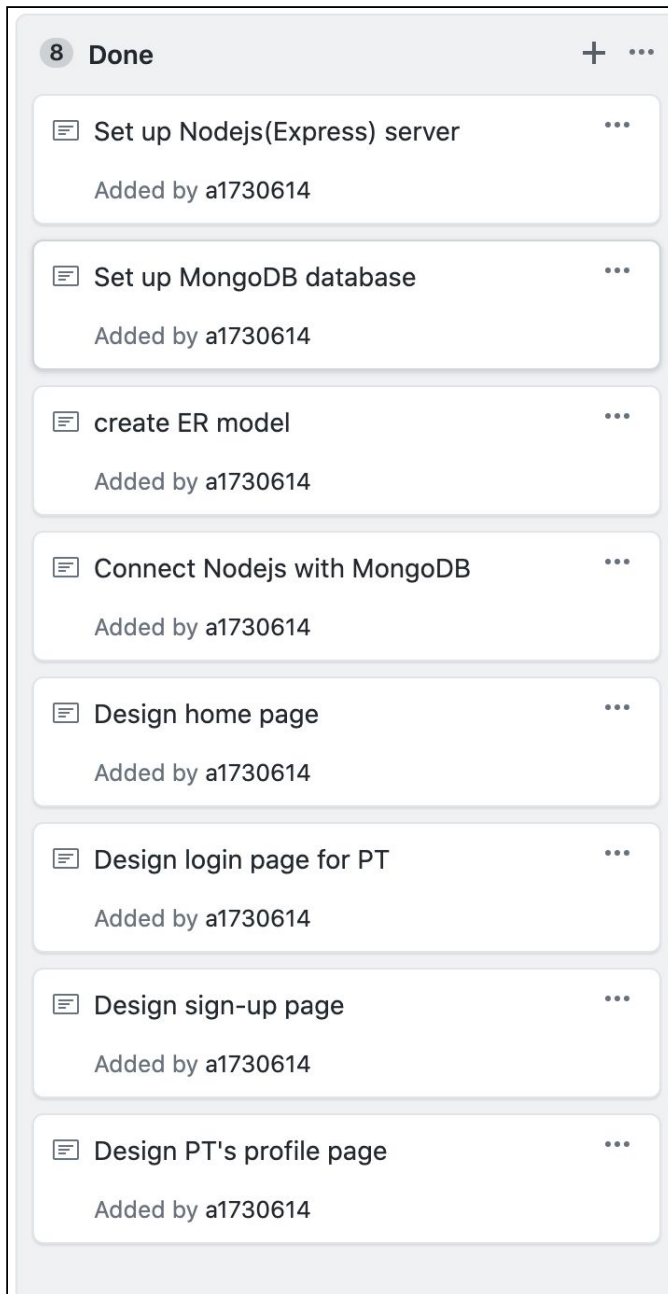 8 Done
Set up Nodejs(Express) server
Added by a1730614
Set up MongoDB database
Added by a1730614
create ER model
Added by a1730614
Connect Nodejs with MongoDB
Added by a1730614
Design home page
Added by a1730614
Design login page for PT
Added by a1730614
Design sign-up page
Added by a1730614
Design PT's profile page
Added by a1730614